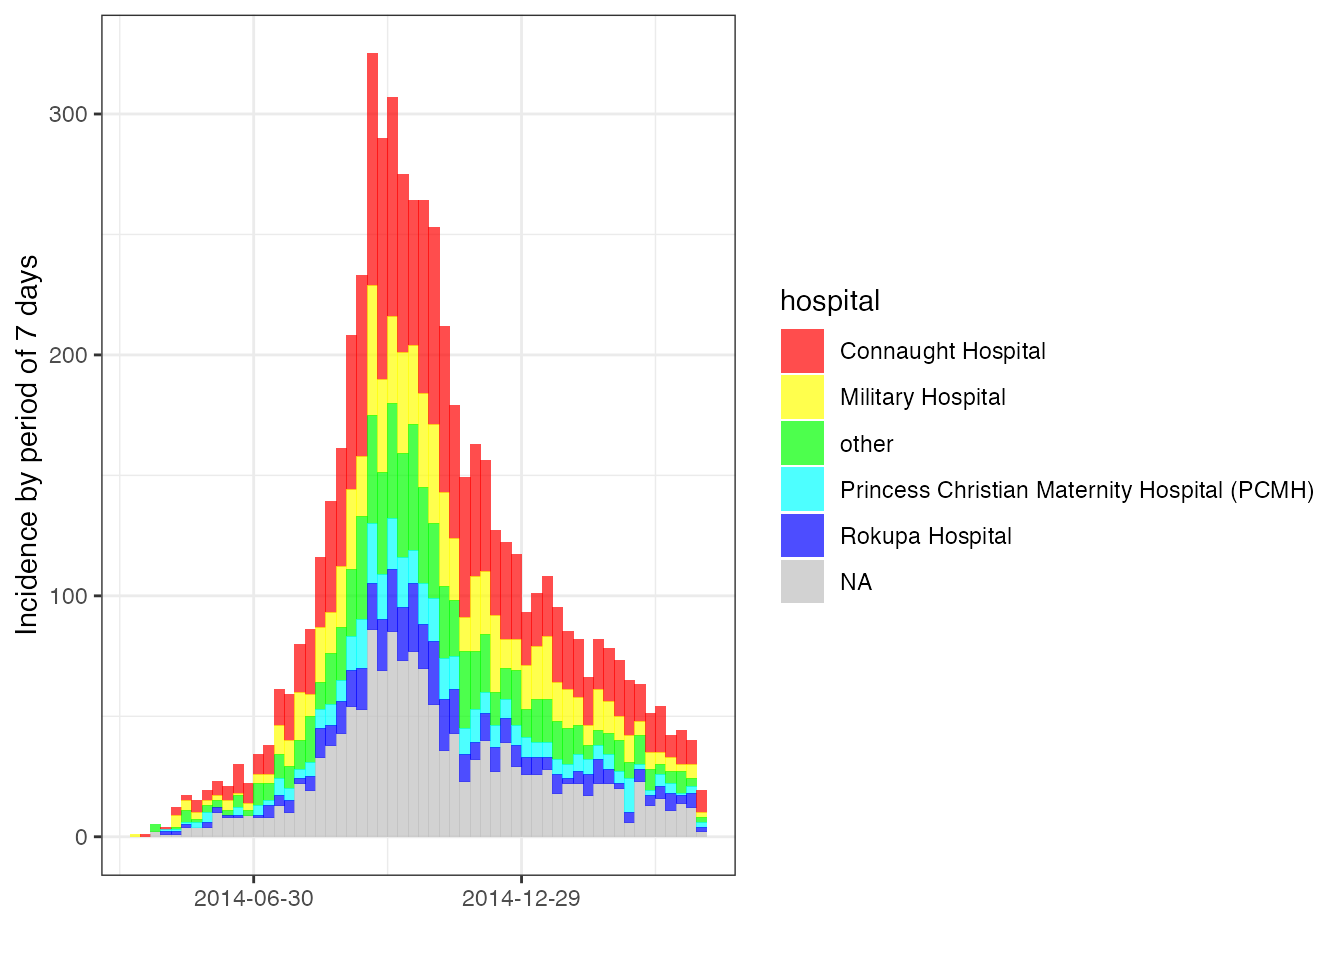 Incidence by period of 7 days
300
200
100
0
2014-06-30
2014-12-29
hospital
Connaught Hospital
Military Hospital
other
Princess Christian Maternity Hospital (PCMH)
Rokupa Hospital
NA